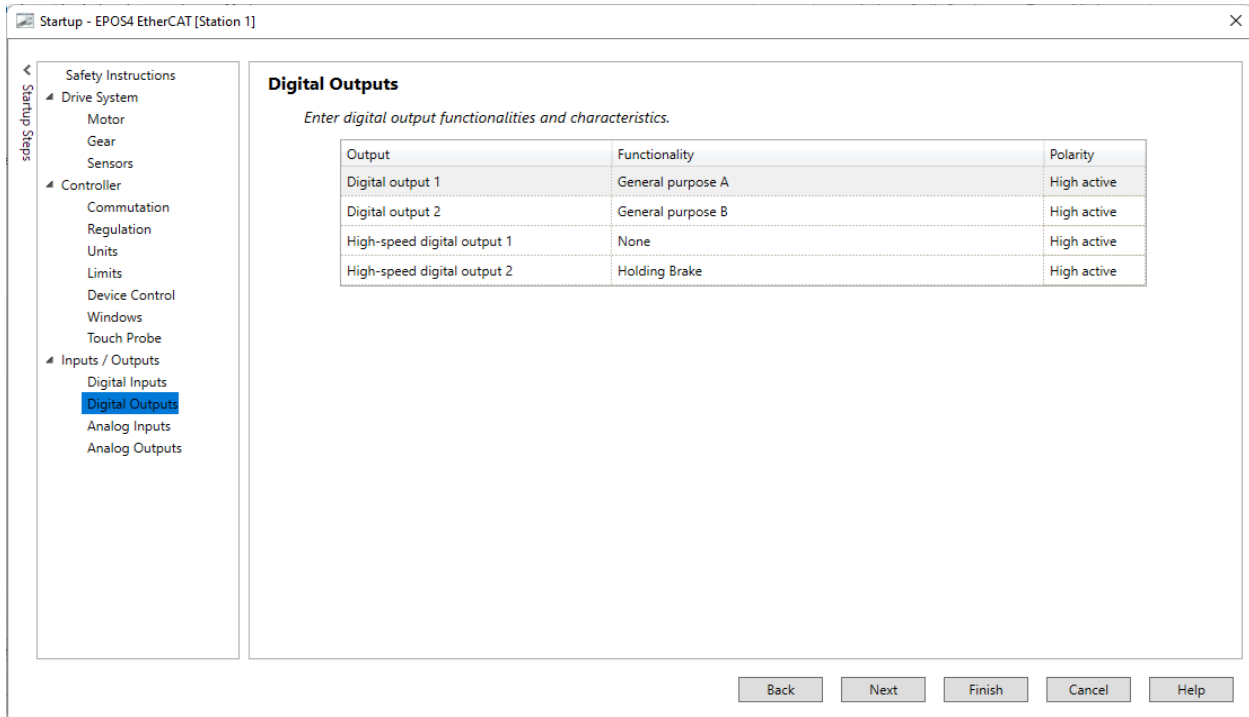 Startup - EPOS4 EtherCAT [Station 1]
Startup Steps
Safety Instructions
Drive System
Motor
Gear
Sensors
Controller
Commutation
Regulation
Units
Limits
Device Control
Windows
Touch Probe
Inputs / Outputs
Digital Inputs
Digital Outputs
Analog Inputs
Analog Outputs
Digital Outputs
Enter digital output functionalities and characteristics.
Output Functionality Polarity
Digital output 1 General purpose A High active
Digital output 2 General purpose B High active
High-speed digital output 1 None High active
High-speed digital output 2 Holding Brake High active
Back Next Finish Cancel Help